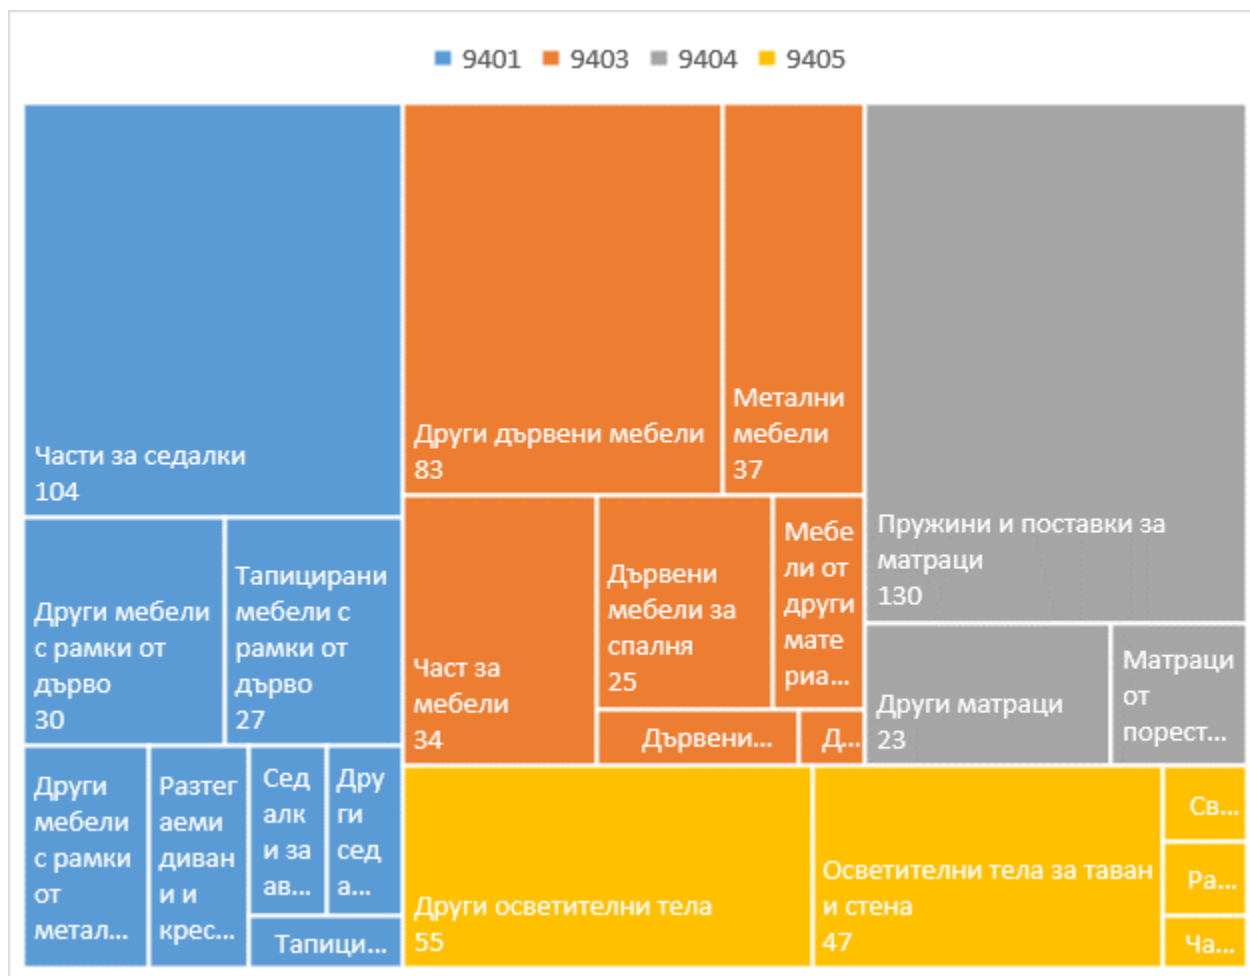 9401 9403 9404 9405
Части за седалки
104
Други мебели
с рамки от
дърво
30
Тапицирани
мебели с
рамки от
дърво
27
Други
мебели
с рамки
от
метал...
Разтег
аеми
диван
и и
крес...
Сед
алк
и за
ав...
Дру
ги
сед
а...
Тапици...
Други дървени мебели
83
Метални
мебели
37
Част за
мебели
34
Дървени
мебели за
спалня
25
Мебе
ли от
други
мате
риа...
Дървени...
Д...
Пружини и поставки за
матраци
130
Други матраци
23
Матраци
от
порест...
Други осветителни тела
55
Осветителни тела за таван
и стена
47
Св...
Ра...
Ча...